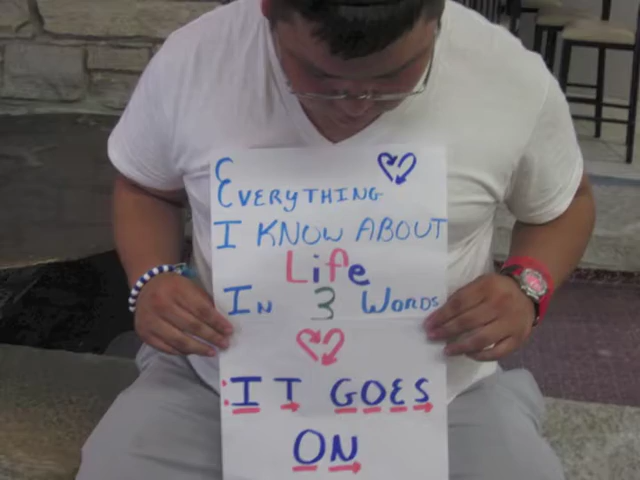 EVERYTHING
I KNOW ABOUT
Life
IN 3 WORDS
:IT GOES
ON